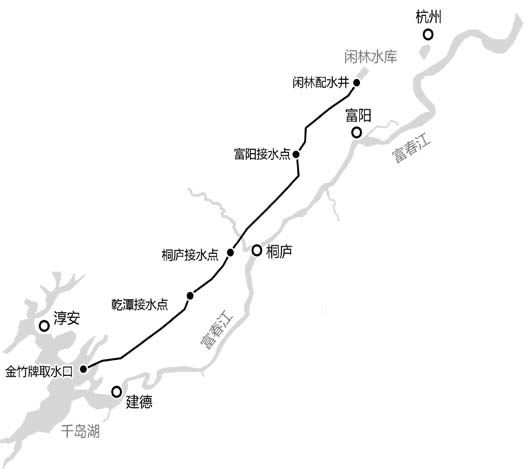 杭州
闲林水库
闲林配水井
富阳
富春江
富阳接水点
桐庐接水点
桐庐
乾潭接水点
富春江
淳安
金竹牌取水口
建德
千岛湖